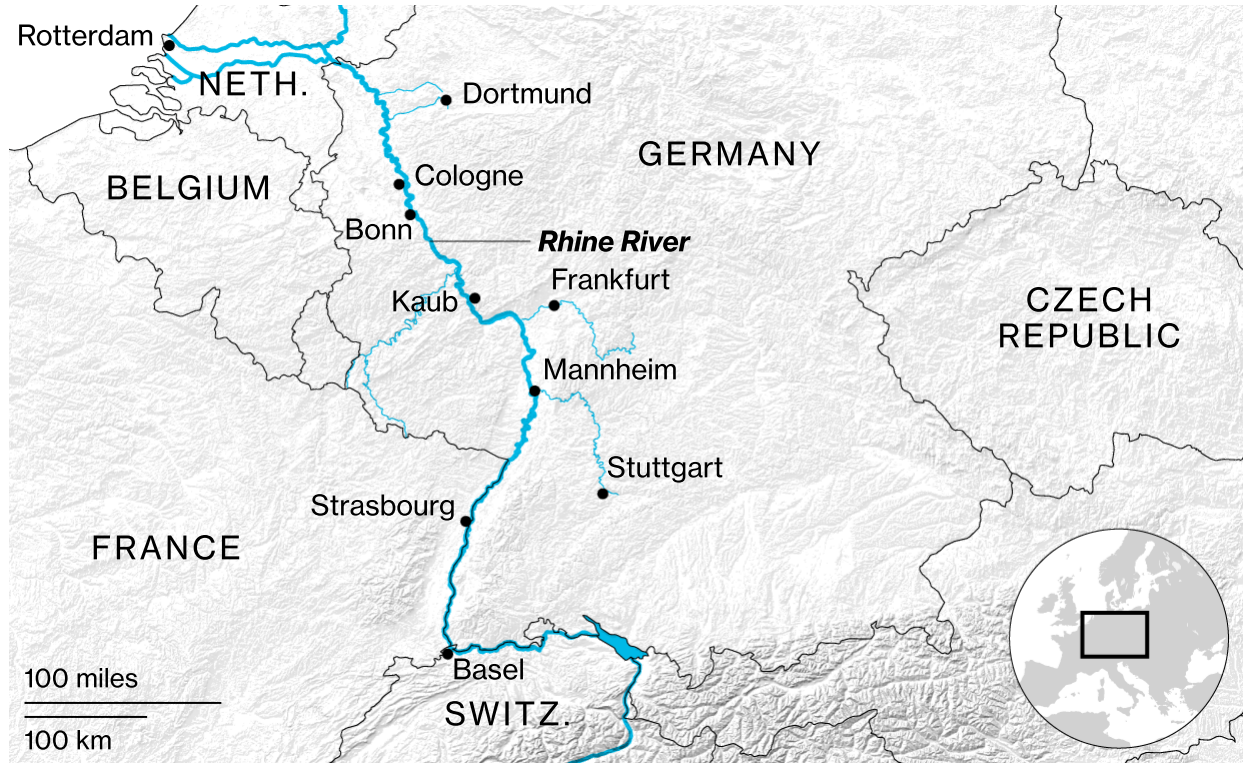 Rotterdam
NETH.
Dortmund
GERMANY
Cologne
BELGIUM
Bonn
Rhine River
Frankfurt
Kaub
CZECH
REPUBLIC
Mannheim
Stuttgart
Strasbourg
FRANCE
Basel
SWITZ.
100 miles
100 km